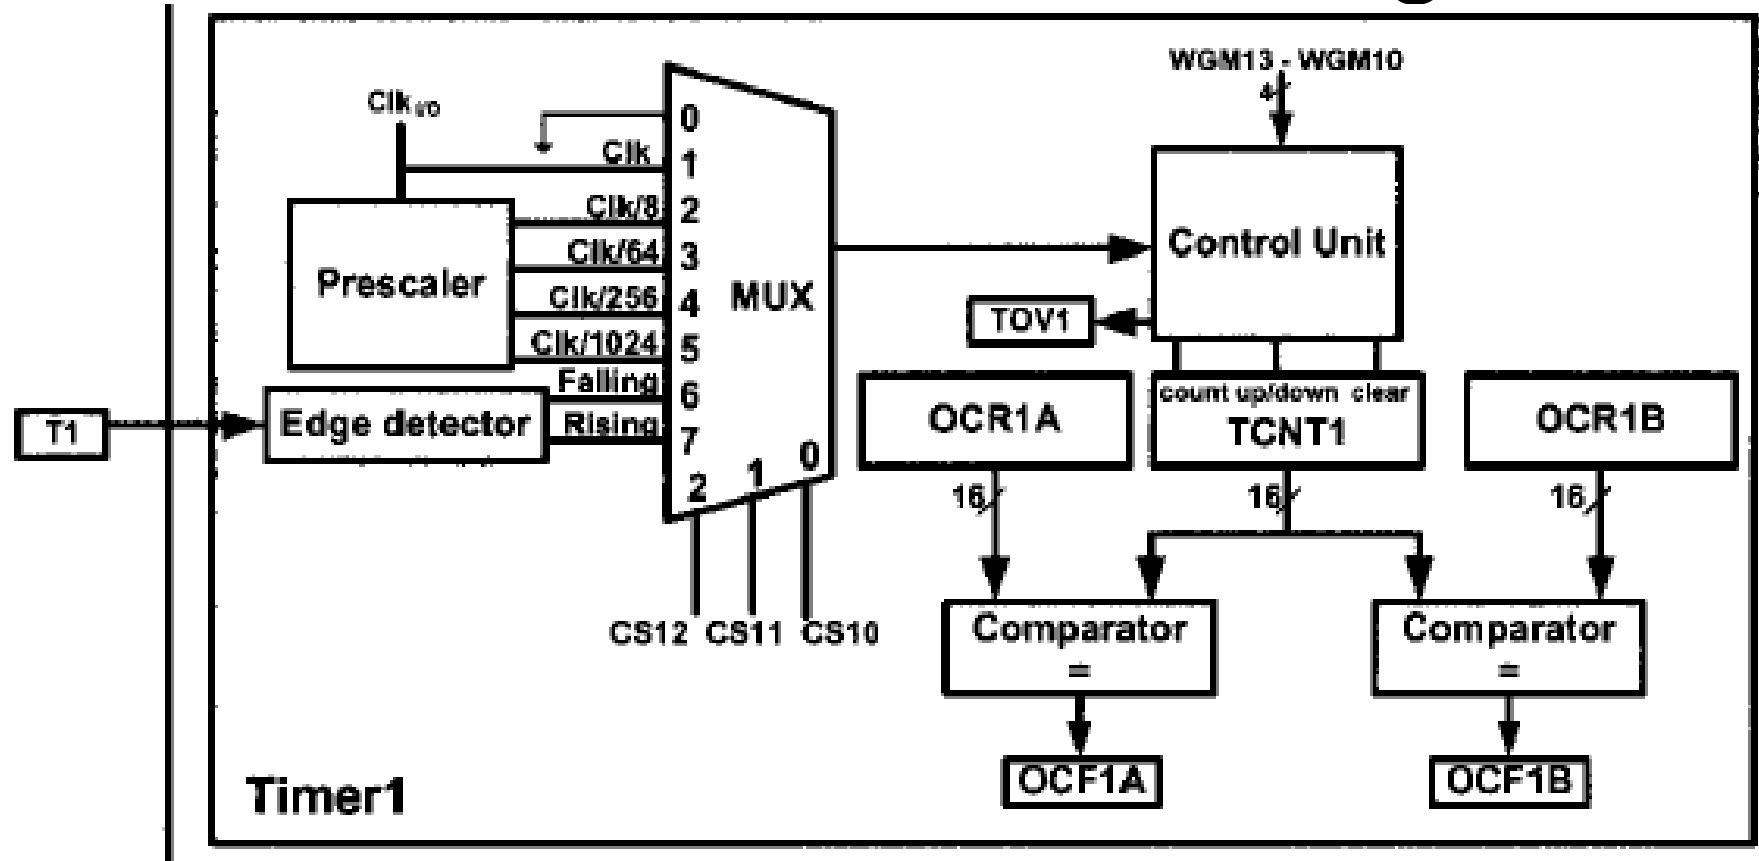 WGM13 - WGM10
4
Clk I/O
0
Clk 1
Clk/8 2
Clk/64 3
Clk/256 4
Clk/1024 5
Falling 6
Rising 7
Prescaler
MUX
Control Unit
TOV1
T1
Edge detector
2 1 0
CS12 CS11 CS10
OCR1A
count up/down clear
TCNT1
OCR1B
16 16 16
Comparator
=
Comparator
=
OCF1A
OCF1B
Timer1